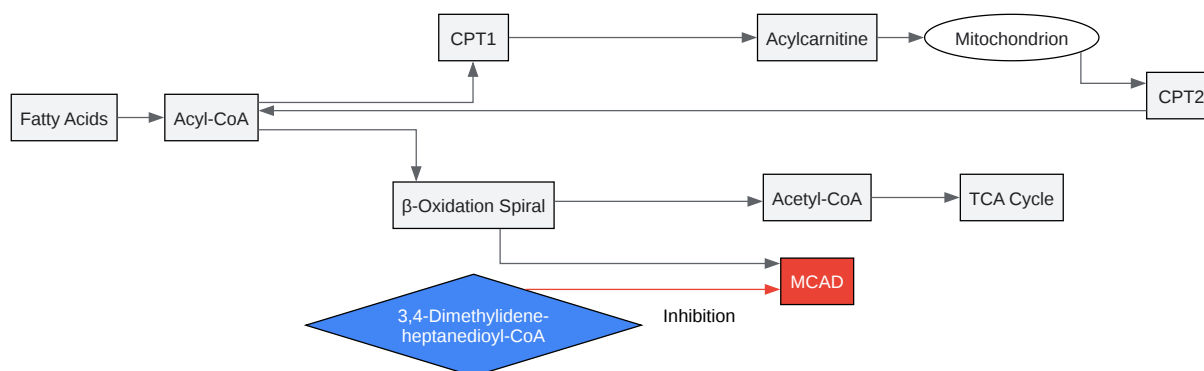 CPT1
Acylcarnitine
Mitochondrion
CPT2
Fatty Acids
Acyl-CoA
β-Oxidation Spiral
Acetyl-CoA
TCA Cycle
MCAD
Inhibition
3,4-Dimethylidene-
heptanedioyl-CoA